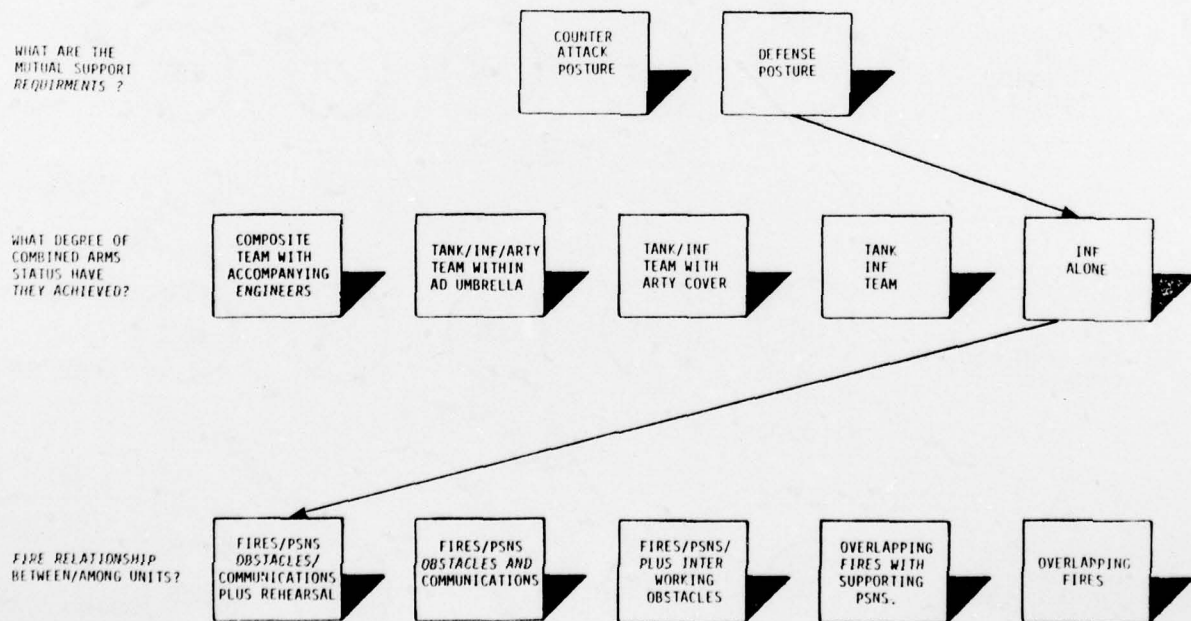 WHAT ARE THE
MUTUAL SUPPORT
REQUIRMENTS ?
COUNTER
ATTACK
POSTURE
DEFENSE
POSTURE
WHAT DEGREE OF
COMBINED ARMS
STATUS HAVE
THEY ACHIEVED?
COMPOSITE
TEAM WITH
ACCOMPANYING
ENGINEERS
TANK/INF/ARTY
TEAM WITHIN
AD UMBRELLA
TANK/INF
TEAM WITH
ARTY COVER
TANK
INF
TEAM
INF
ALONE
FIRE RELATIONSHIP
BETWEEN/AMONG UNITS?
FIRES/PSNS
OBSTACLES/
COMMUNICATIONS
PLUS REHEARSAL
FIRES/PSNS
OBSTACLES AND
COMMUNICATIONS
FIRES/PSNS/
PLUS INTER
WORKING
OBSTACLES
OVERLAPPING
FIRES WITH
SUPPORTING
PSNS.
OVERLAPPING
FIRES